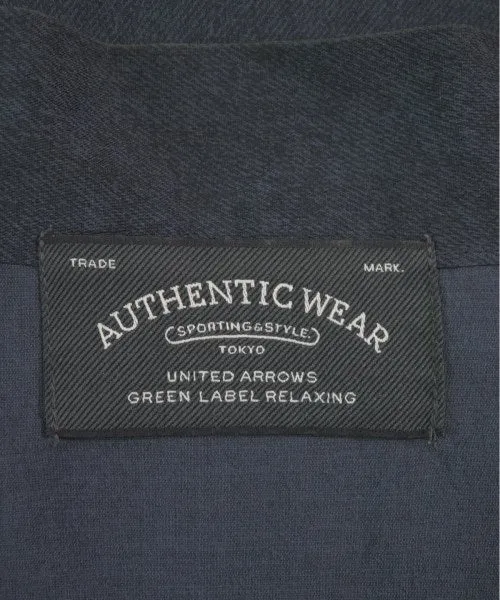 TRADE MARK.
AUTHENTIC WEAR
SPORTING&STYLE
TOKYO
UNITED ARROWS
GREEN LABEL RELAXING